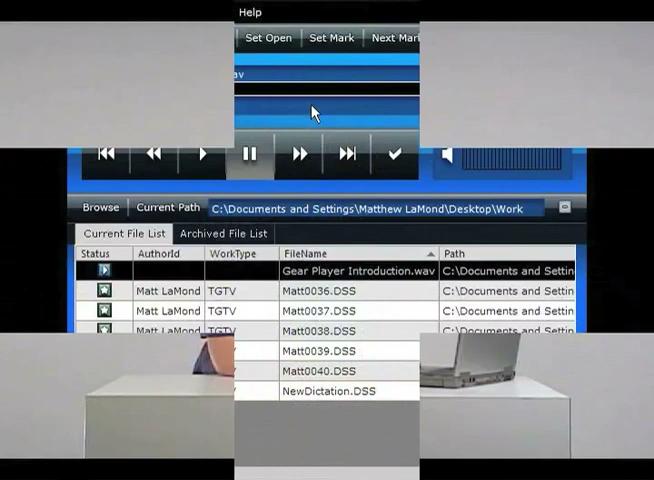 Help
Set Open Set Mark Next Mar
av
Browse Current Path C:\Documents and Settings\Matthew LaMond\Desktop\Work
Current File List Archived File List
Status AuthorId WorkType FileName Path
Gear Player Introduction.wav C:\Documents and Settin
Matt LaMond TGTV Matt0036.DSS C:\Documents and Settin
Matt LaMond TGTV Matt0037.DSS C:\Documents and Settin
Matt LaMond TGTV Matt0038.DSS C:\Documents and Settin
Matt0039.DSS
Matt0040.DSS
NewDictation.DSS